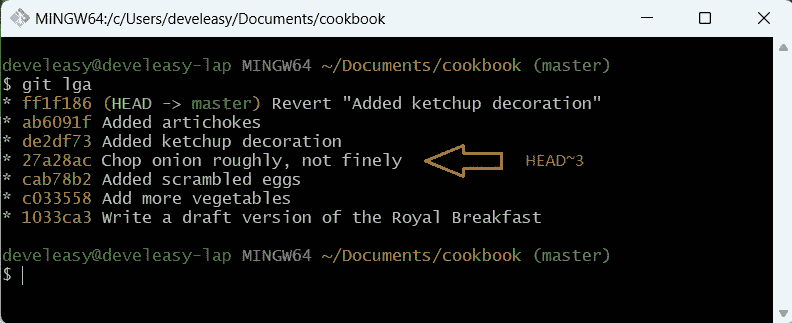 MINGW64:/c/Users/develeasy/Documents/cookbook
develeasy@develeasy-lap MINGW64 ~/Documents/cookbook (master)
$ git lga
* ff1f186 (HEAD -> master) Revert "Added ketchup decoration"
* ab6091f Added artichokes
* de2df73 Added ketchup decoration
* 27a28ac Chop onion roughly, not finely HEAD~3
* cab78b2 Added scrambled eggs
* c033558 Add more vegetables
* 1033ca3 Write a draft version of the Royal Breakfast
develeasy@develeasy-lap MINGW64 ~/Documents/cookbook (master)
$